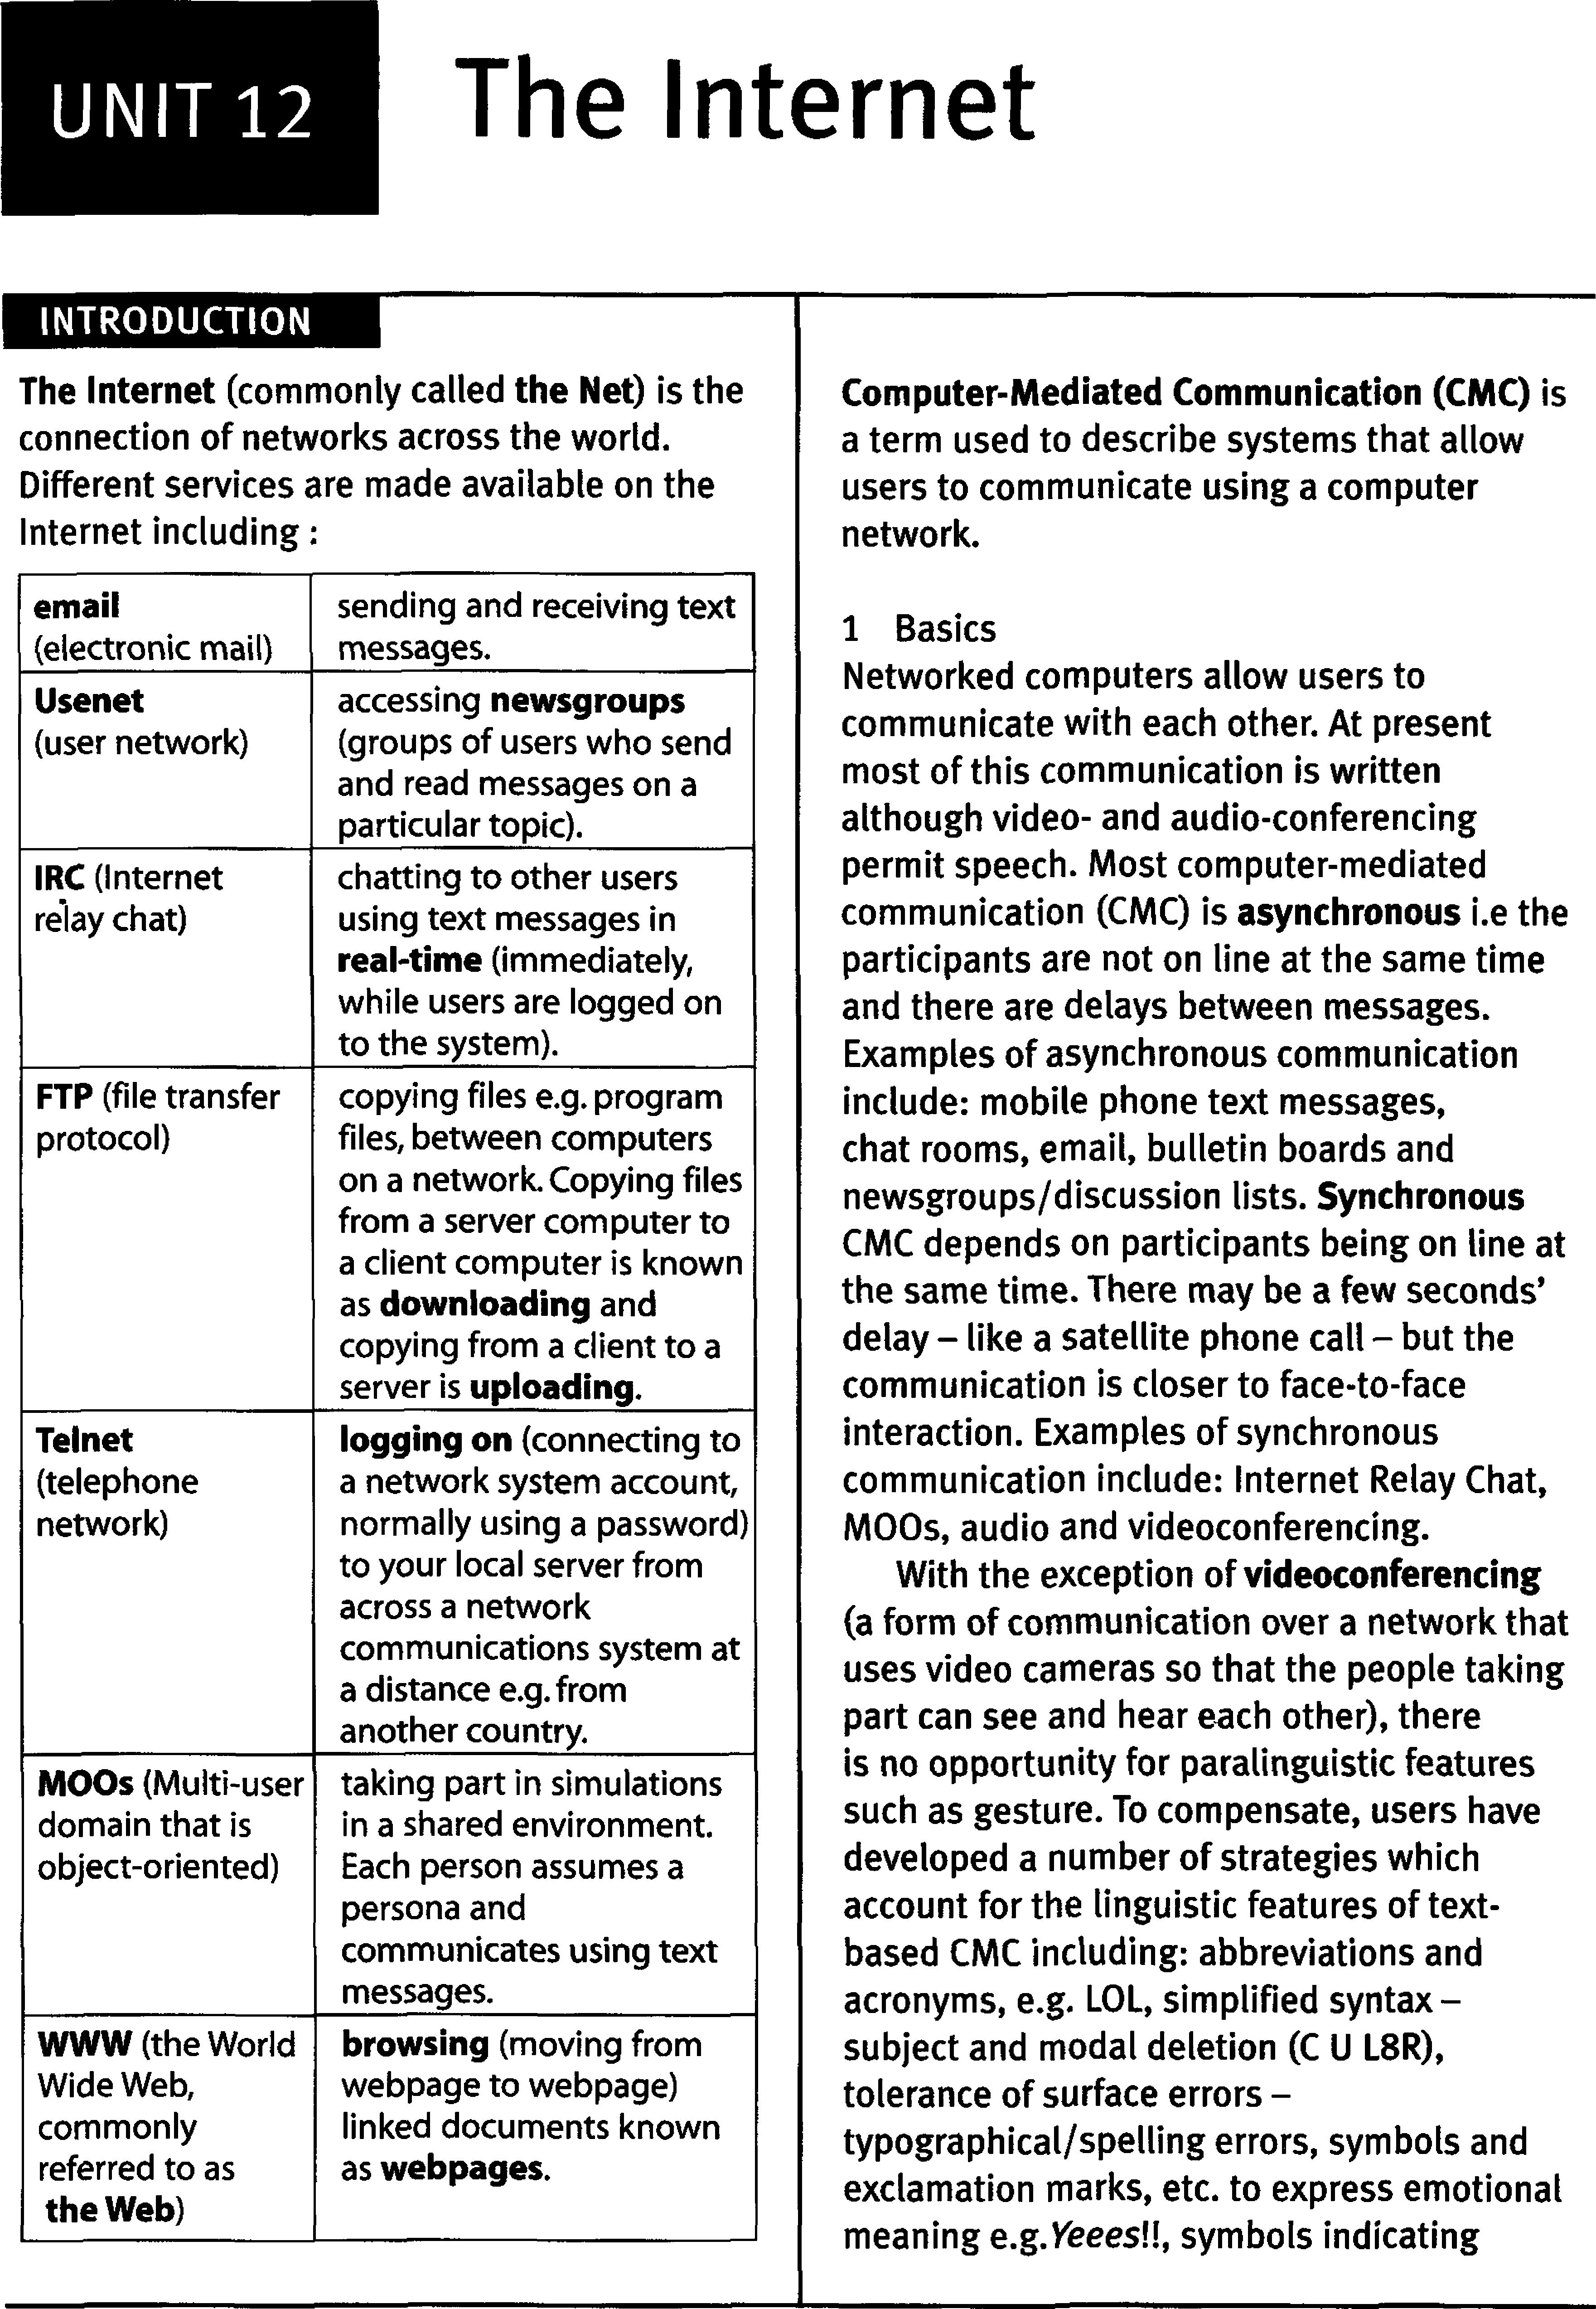 UNIT 12
The Internet
INTRODUCTION
The Internet (commonly called the Net) is the
connection of networks across the world.
Different services are made available on the
Internet including :
email
(electronic mail)
sending and receiving text
messages.
Usenet
(user network)
accessing newsgroups
(groups of users who send
and read messages on a
particular topic).
IRC (Internet
relay chat)
chatting to other users
using text messages in
real-time (immediately,
while users are logged on
to the system).
FTP (file transfer
protocol)
copying files e.g. program
files, between computers
on a network. Copying files
from a server computer to
a client computer is known
as downloading and
copying from a client to a
server is uploading.
Telnet
(telephone
network)
logging on (connecting to
a network system account,
normally using a password)
to your local server from
across a network
communications system at
a distance e.g. from
another country.
MOOs (Multi-user
domain that is
object-oriented)
taking part in simulations
in a shared environment.
Each person assumes a
persona and
communicates using text
messages.
WWW (the World
Wide Web,
commonly
referred to as
the Web)
browsing (moving from
webpage to webpage)
linked documents known
as webpages.
Computer-Mediated Communication (CMC) is
a term used to describe systems that allow
users to communicate using a computer
network.
1 Basics
Networked computers allow users to
communicate with each other. At present
most of this communication is written
although video- and audio-conferencing
permit speech. Most computer-mediated
communication (CMC) is asynchronous i.e the
participants are not on line at the same time
and there are delays between messages.
Examples of asynchronous communication
include: mobile phone text messages,
chat rooms, email, bulletin boards and
newsgroups/discussion lists. Synchronous
CMC depends on participants being on line at
the same time. There may be a few seconds'
delay – like a satellite phone call – but the
communication is closer to face-to-face
interaction. Examples of synchronous
communication include: Internet Relay Chat,
MOOs, audio and videoconferencing.
With the exception of videoconferencing
(a form of communication over a network that
uses video cameras so that the people taking
part can see and hear each other), there
is no opportunity for paralinguistic features
such as gesture. To compensate, users have
developed a number of strategies which
account for the linguistic features of text-
based CMC including: abbreviations and
acronyms, e.g. LOL, simplified syntax –
subject and modal deletion (C U L8R),
tolerance of surface errors –
typographical/spelling errors, symbols and
exclamation marks, etc. to express emotional
meaning e.g. Yeees!!, symbols indicating